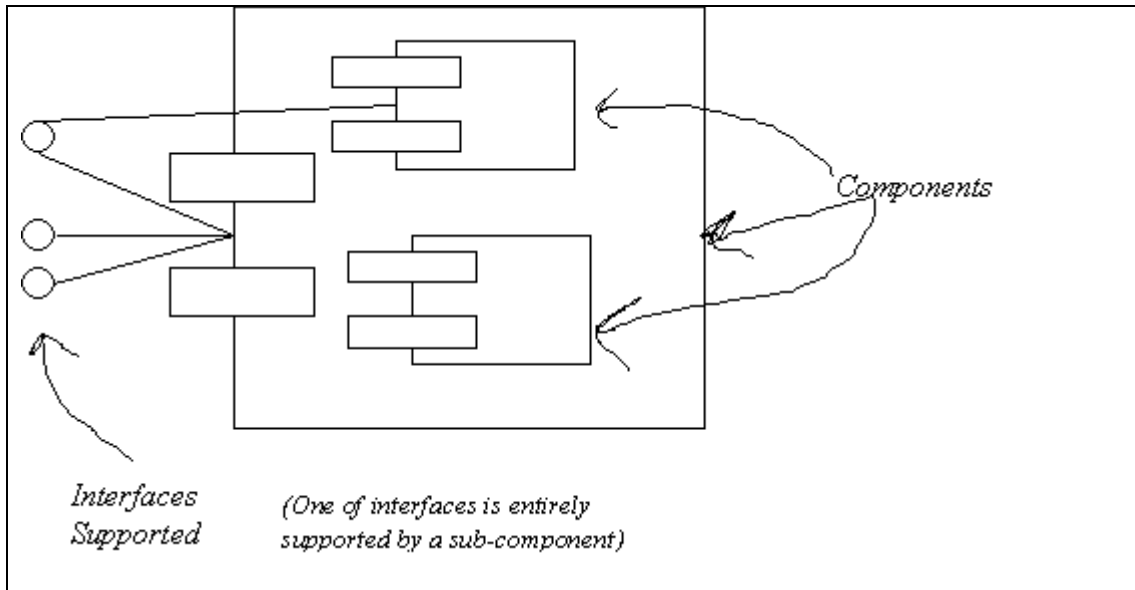 Components
Interfaces
Supported
(One of interfaces is entirely
supported by a sub-component)